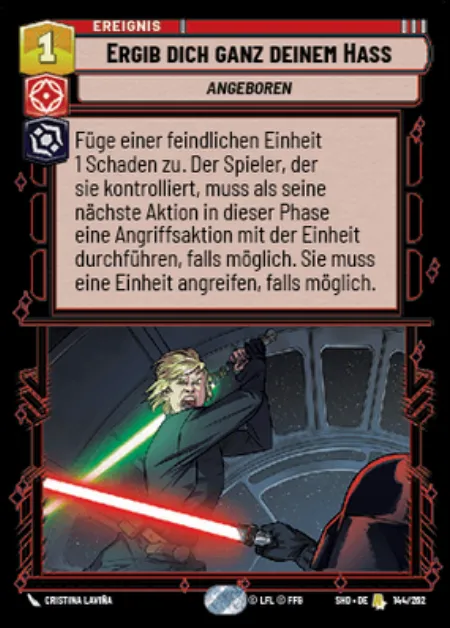 EREIGNIS
1
ERGIB DICH GANZ DEINEM HASS
ANGEBOREN
Füge einer feindlichen Einheit
1 Schaden zu. Der Spieler, der
sie kontrolliert, muss als seine
nächste Aktion in dieser Phase
eine Angriffsaktion mit der Einheit
durchführen, falls möglich. Sie muss
eine Einheit angreifen, falls möglich.
CRISTINA LAVIÑA © LFL © FFG SHD • DE 144/262